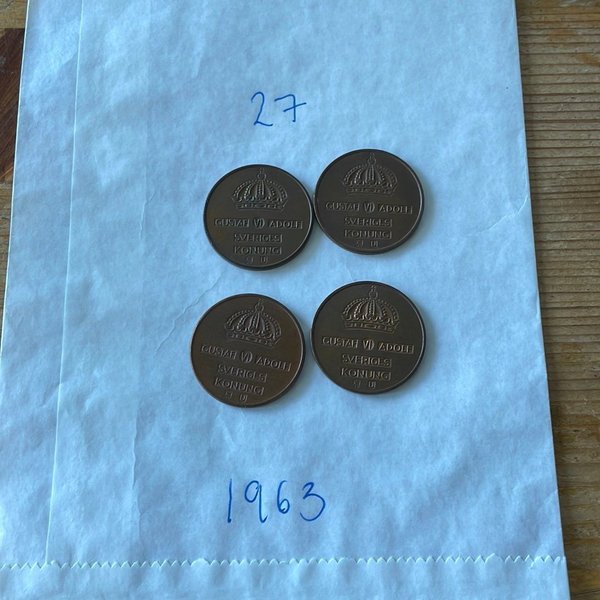 27
GUSTAF VI ADOLF
SVERIGES
KONUNG
U
GUSTAF VI ADOLF
SVERIGES
KONUNG
U
GUSTAF VI ADOLF
SVERIGES
KONUNG
U
GUSTAF VI ADOLF
SVERIGES
KONUNG
U
1963